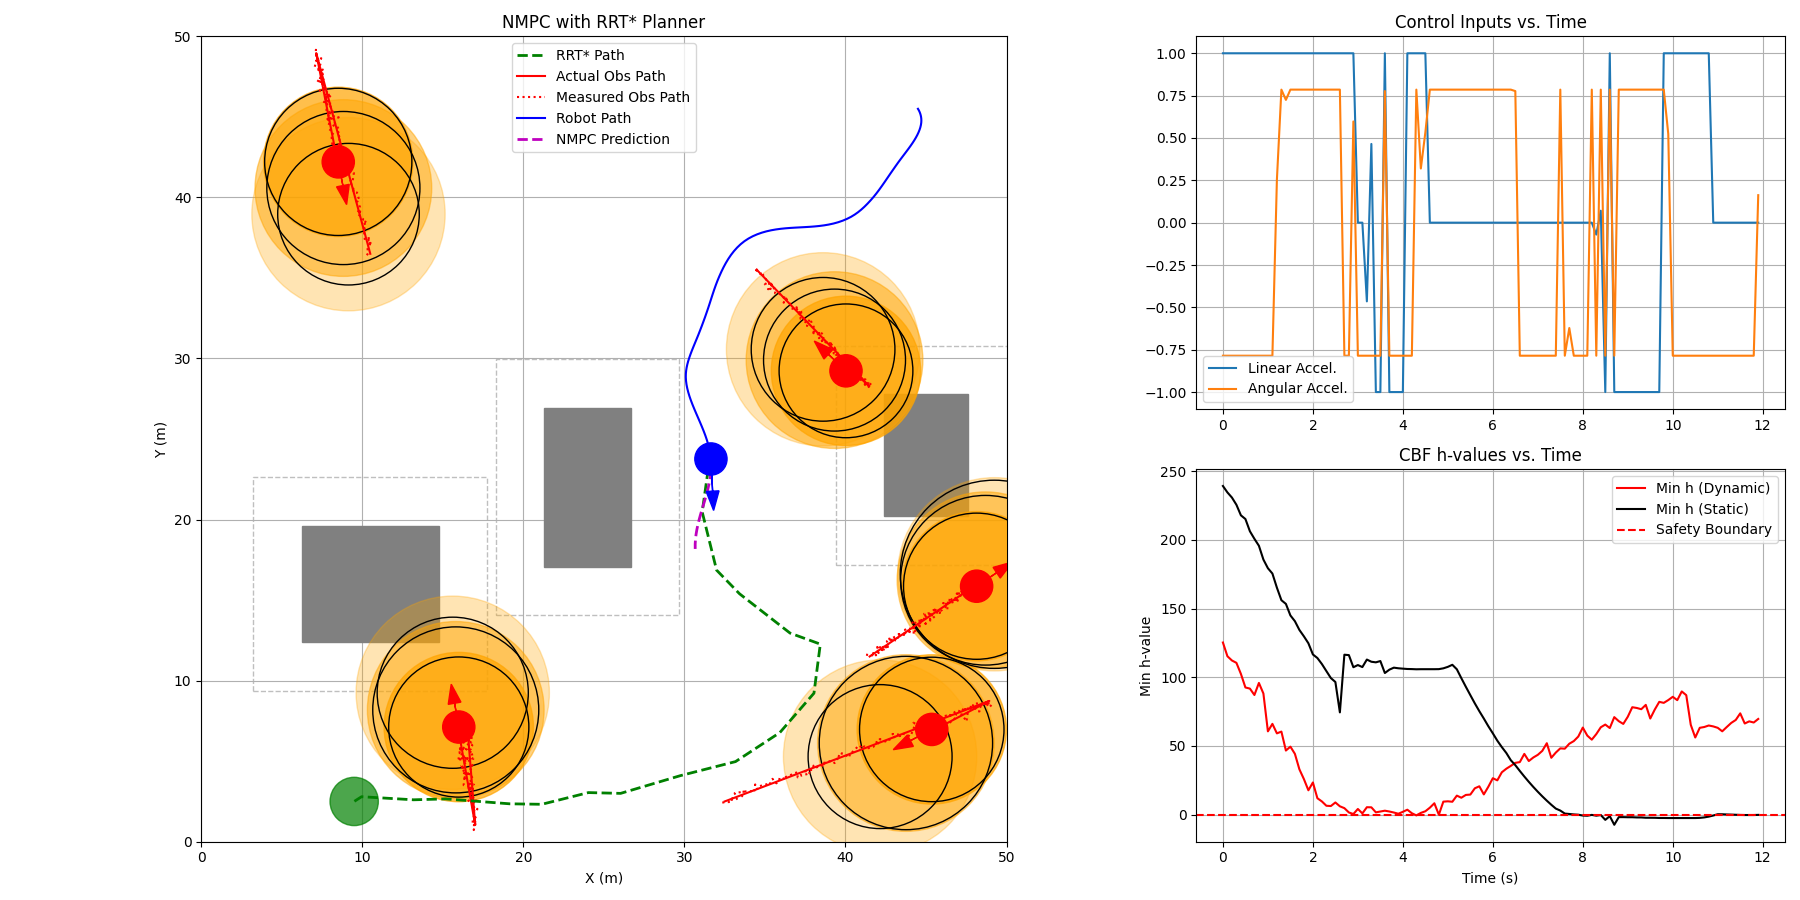 NMPC with RRT* Planner
50
40
30
20
10
0
Y (m)
RRT* Path
Actual Obs Path
Measured Obs Path
Robot Path
NMPC Prediction
0
10
20
30
40
50
X (m)
Control Inputs vs. Time
1.00
0.75
0.50
0.25
0.00
−0.25
−0.50
−0.75
−1.00
Linear Accel.
Angular Accel.
0
2
4
6
8
10
12
CBF h-values vs. Time
250
200
150
100
50
0
Min h-value
Min h (Dynamic)
Min h (Static)
Safety Boundary
0
2
4
6
8
10
12
Time (s)